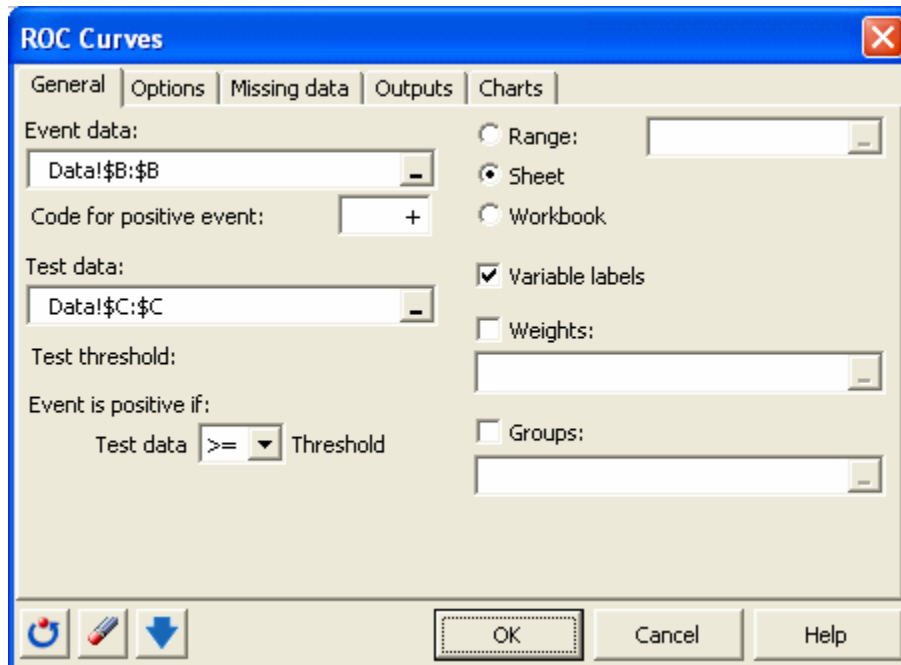 ROC Curves
General Options Missing data Outputs Charts
Event data:
Data!$B:$B
Code for positive event: +
Test data:
Data!$C:$C
Test threshold:
Event is positive if:
Test data >= Threshold
Range:
Sheet
Workbook
Variable labels
Weights:
Groups:
OK Cancel Help